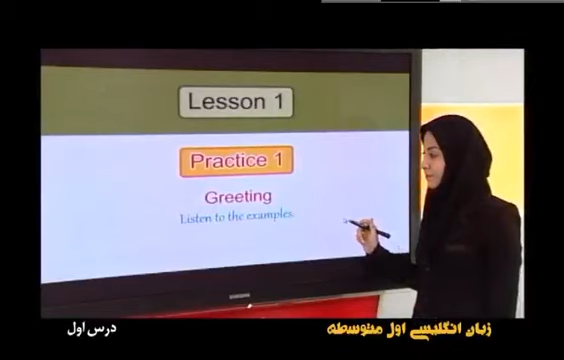 Lesson 1
Practice 1
Greeting
Listen to the examples.
SAMSUNG
زبان انگلیسی اول متوسطه
درس اول